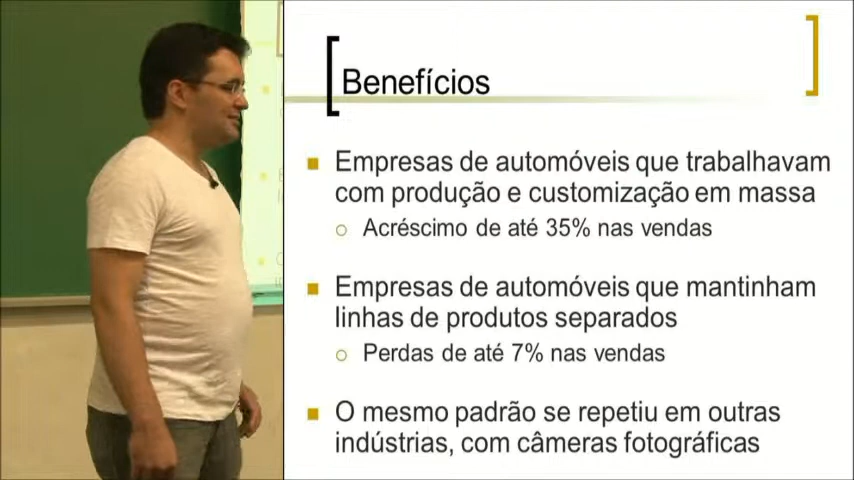 Benefícios
Empresas de automóveis que trabalhavam
com produção e customização em massa
Acréscimo de até 35% nas vendas
Empresas de automóveis que mantinham
linhas de produtos separados
Perdas de até 7% nas vendas
O mesmo padrão se repetiu em outras
indústrias, com câmeras fotográficas